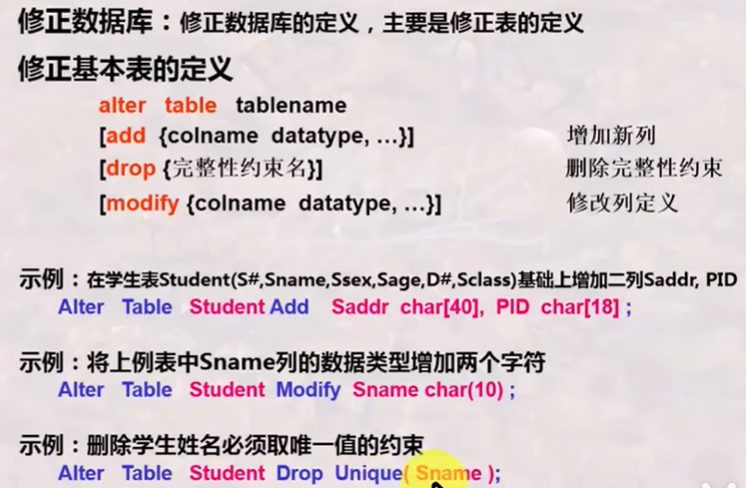 修正数据库：修正数据库的定义，主要是修正表的定义
修正基本表的定义
alter table tablename
[add {colname datatype, …}] 增加新列
[drop {完整性约束名}] 删除完整性约束
[modify {colname datatype, …}] 修改列定义
示例：在学生表Student(S#,Sname,Ssex,Sage,D#,Sclass)基础上增加二列Saddr, PID
Alter Table Student Add Saddr char[40], PID char[18] ;
示例：将上例表中Sname列的数据类型增加两个字符
Alter Table Student Modify Sname char(10) ;
示例：删除学生姓名必须取唯一值的约束
Alter Table Student Drop Unique( Sname );